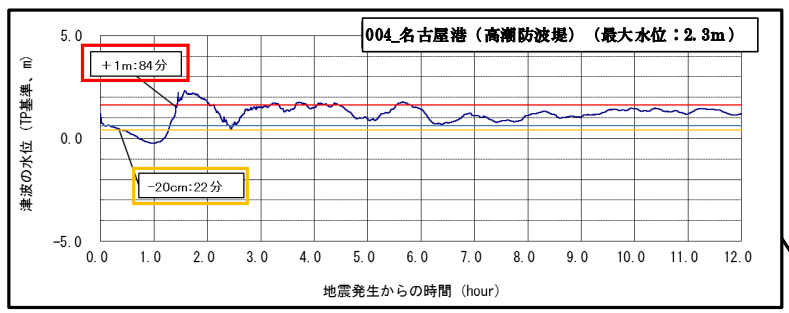 004_名古屋港（高潮防波堤）（最大水位：2.3m）
5.0
＋1m:84分
津波の水位（TP基準、m）
0.0
-20cm:22分
-5.0
0.0 1.0 2.0 3.0 4.0 5.0 6.0 7.0 8.0 9.0 10.0 11.0 12.0
地震発生からの時間（hour）